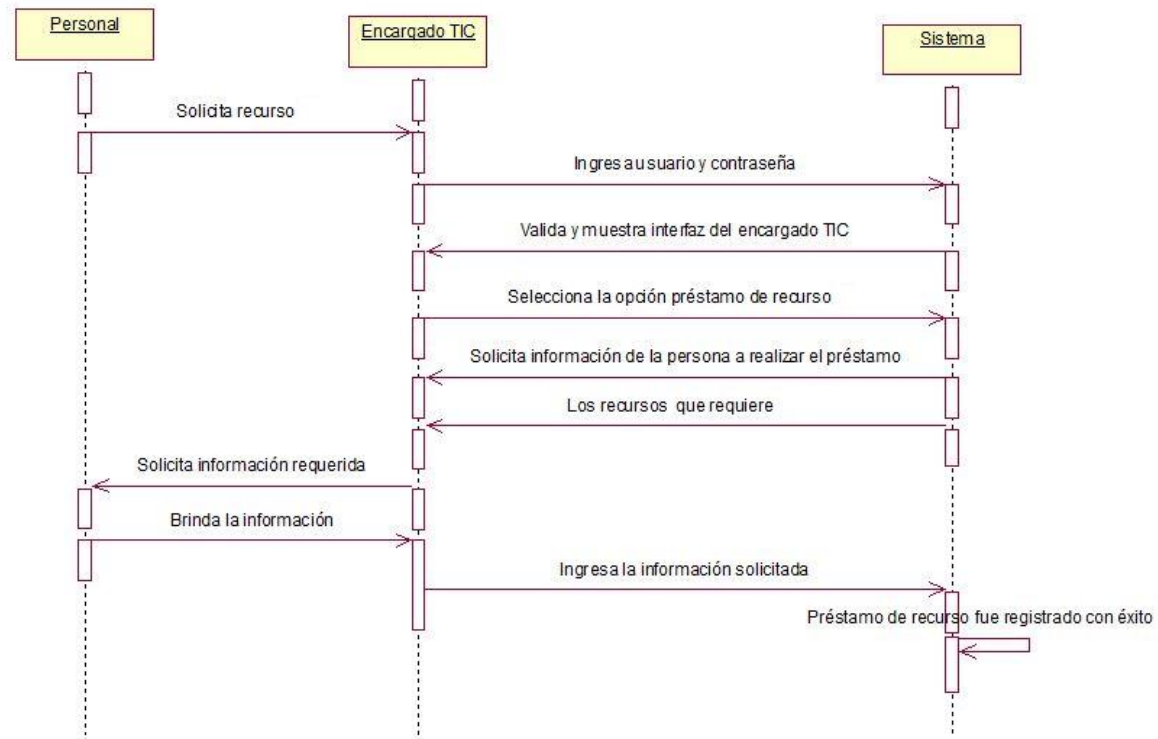 Personal
Encargado TIC
Sistema
Solicita recurso
Ingresa usuario y contraseña
Valida y muestra interfaz del encargado TIC
Selecciona la opción préstamo de recurso
Solicita información de la persona a realizar el préstamo
Los recursos que requiere
Solicita información requerida
Brinda la información
Ingresa la información solicitada
Préstamo de recurso fue registrado con éxito